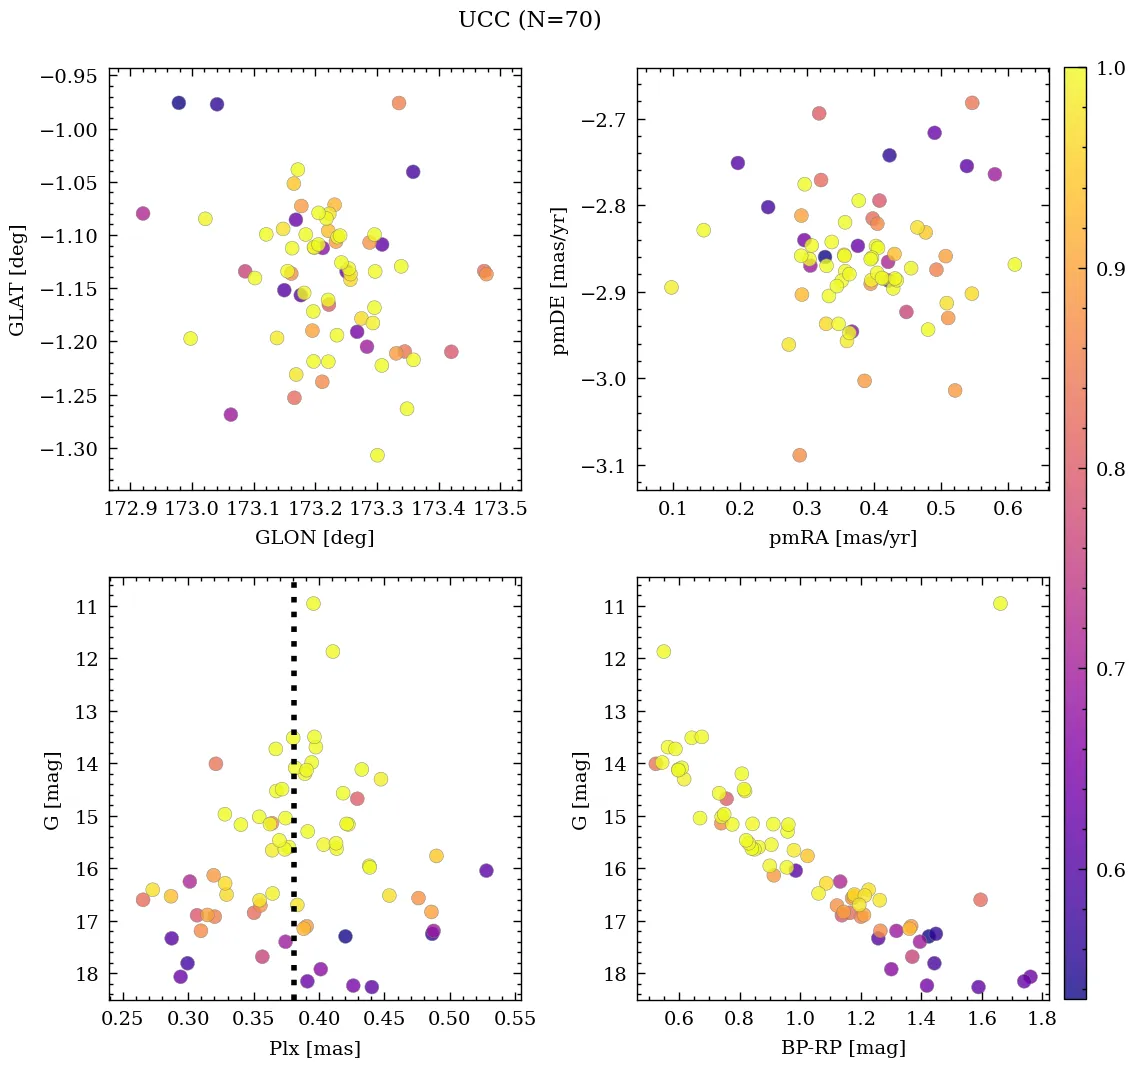 UCC (N=70)
−0.95
−1.00
−1.05
−1.10
−1.15
−1.20
−1.25
−1.30
GLAT [deg]
172.9 173.0 173.1 173.2 173.3 173.4 173.5
GLON [deg]
−2.7
−2.8
−2.9
−3.0
−3.1
pmDE [mas/yr]
0.1 0.2 0.3 0.4 0.5 0.6
pmRA [mas/yr]
1.0
0.9
0.8
0.7
0.6
11
12
13
14
15
16
17
18
G [mag]
0.25 0.30 0.35 0.40 0.45 0.50 0.55
Plx [mas]
11
12
13
14
15
16
17
18
G [mag]
0.6 0.8 1.0 1.2 1.4 1.6 1.8
BP-RP [mag]